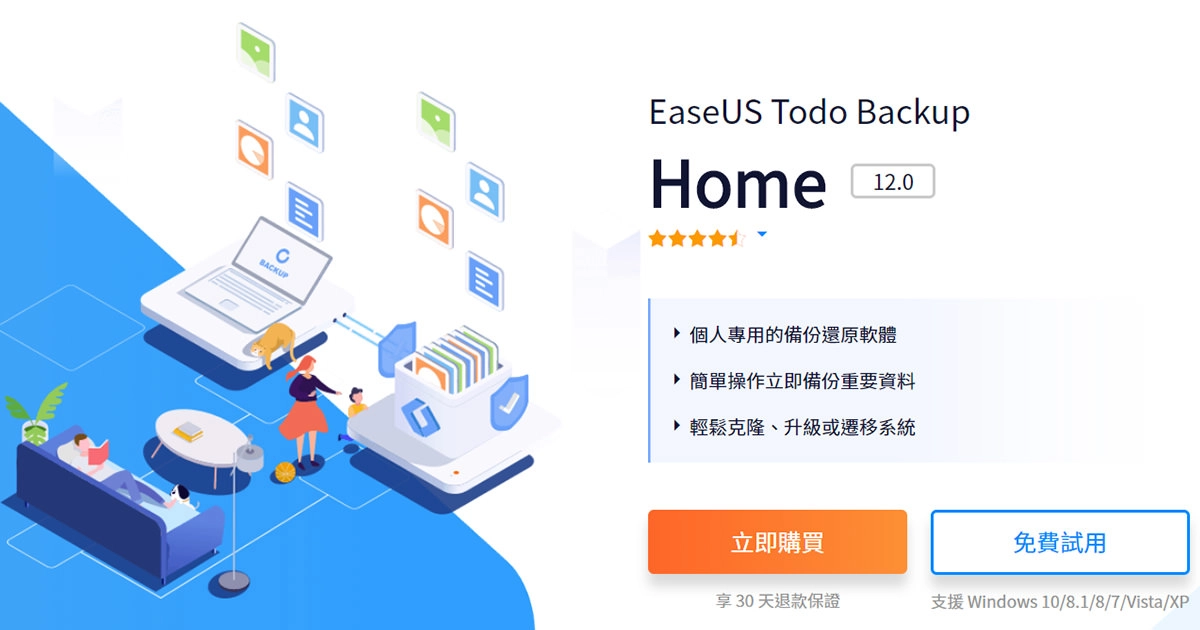 EaseUS Todo Backup
Home 12.0
個人專用的備份還原軟體
簡單操作立即備份重要資料
輕鬆克隆、升級或遷移系統
立即購買 免費試用
享 30 天退款保證 支援 Windows 10/8.1/8/7/Vista/XP
BACKUP